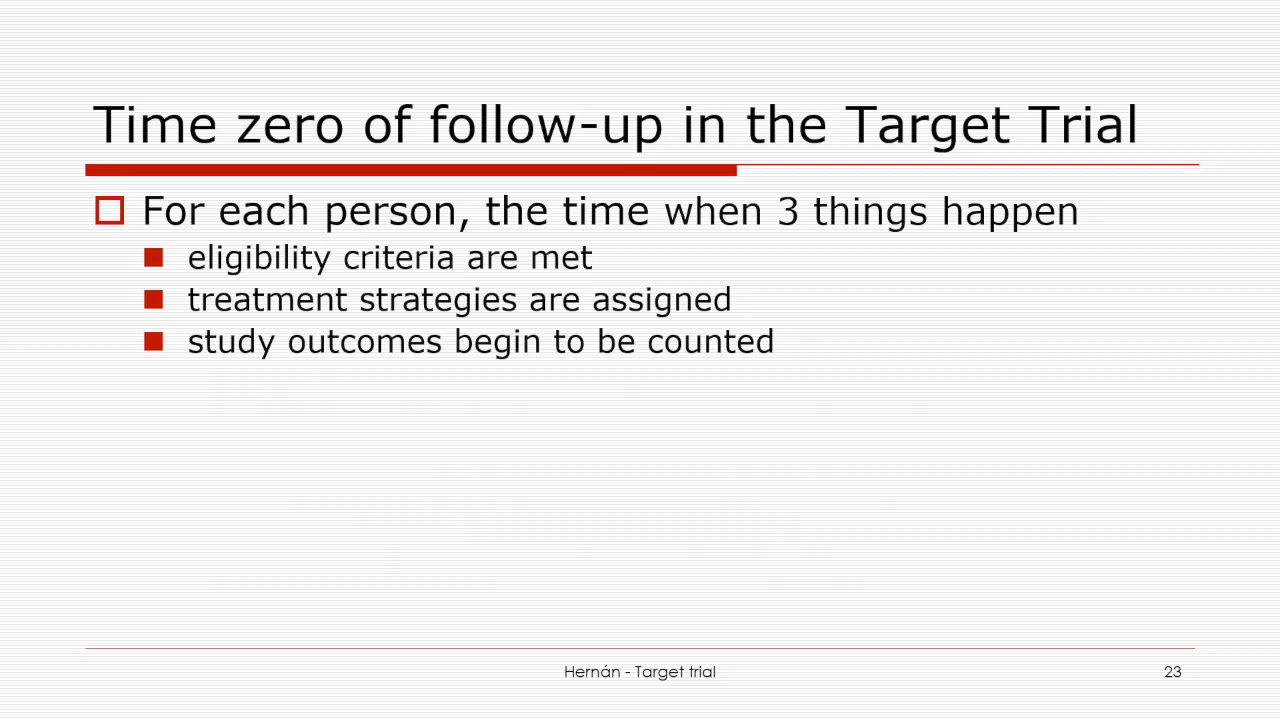 Time zero of follow-up in the Target Trial
For each person, the time when 3 things happen
eligibility criteria are met
treatment strategies are assigned
study outcomes begin to be counted
Hernán - Target trial
23